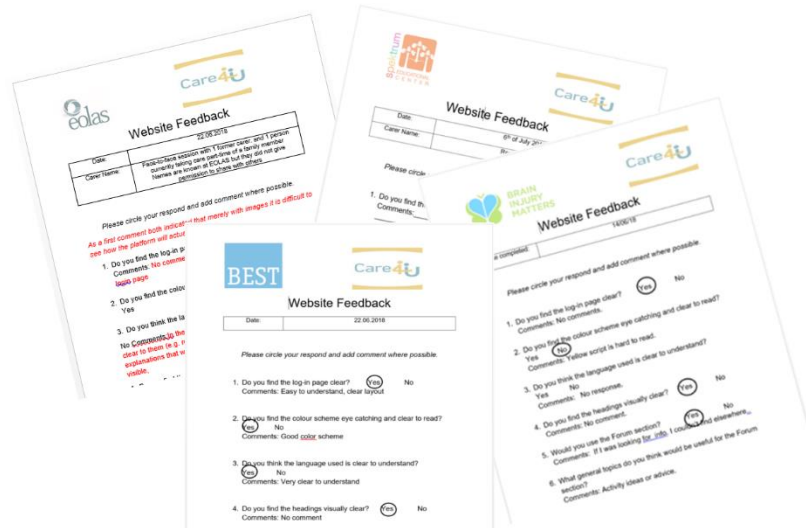 eolas
Care4U
Website Feedback
Date: 22.06.2018
Carer Name: Face-to-face session with 1 former carer, and 1 person
currently taking care part-time of a family member
Names are known at EOLAS but they did not give
permission to share with others
Please circle your respond and add comment where possible.
As a first comment both indicated that merely with images it is difficult to
see how the platform will actua
1. Do you find the log-in p
Comments: No comme
login page
2. Do you find the colou
Yes
3. Do you think the la
No Comments: In the
clear to them (e.g.
explanations that w
visible,
spektrum
EDUCATIONAL
CENTER
Care4U
Website Feedback
Date: 6th of July 20
Carer Name:
Please circle
1. Do you find th
Comments:
BRAIN
INJURY
MATTERS
Care4U
Website Feedback
e completed: 14/06/18
Please circle your respond and add comment where possible.
1. Do you find the log-in page clear? Yes No
Comments: No comments.
2. Do you find the colour scheme eye catching and clear to read?
Yes No
Comments: Yellow script is hard to read.
3. Do you think the language used is clear to understand?
Yes No
Comments: No response.
4. Do you find the headings visually clear? Yes No
Comments: No comment.
5. Would you use the Forum section? Yes No
Comments: If I was looking for info, I couldn't find elsewhere
6. What general topics do you think would be useful for the Forum
section?
Comments: Activity ideas or advice.
BEST
Care4U
Website Feedback
Date: 22.06.2018
Please circle your respond and add comment where possible.
1. Do you find the log-in page clear? Yes No
Comments: Easy to understand, clear layout
2. Do you find the colour scheme eye catching and clear to read?
Yes No
Comments: Good color scheme
3. Do you think the language used is clear to understand?
Yes No
Comments: Very clear to understand
4. Do you find the headings visually clear? Yes No
Comments: No comment